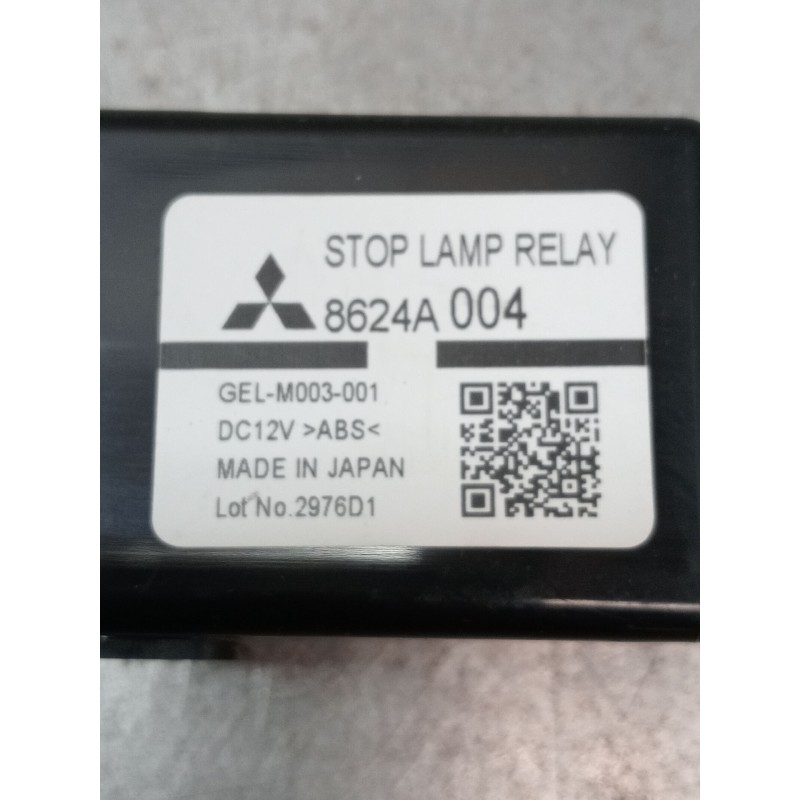 STOP LAMP RELAY
8624A 004
GEL-M003-001
DC12V >ABS<
MADE IN JAPAN
Lot No.2976D1